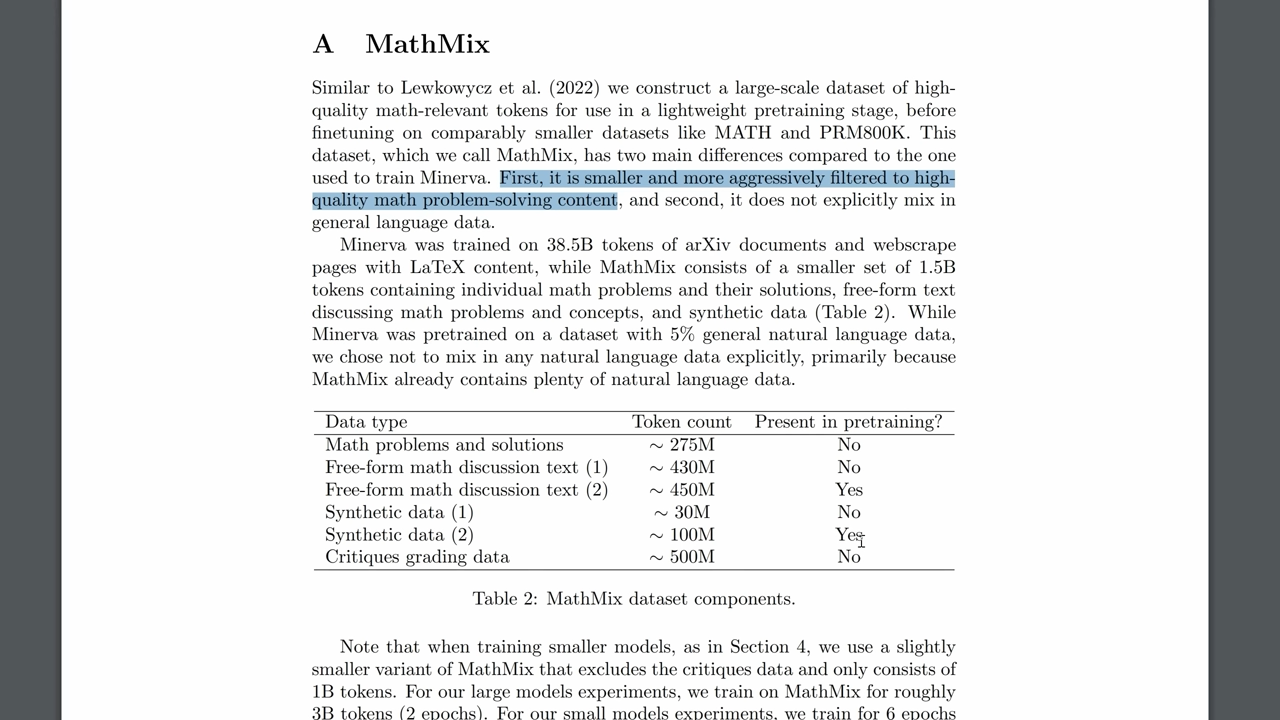 A MathMix
Similar to Lewkowycz et al. (2022) we construct a large-scale dataset of high-
quality math-relevant tokens for use in a lightweight pretraining stage, before
finetuning on comparably smaller datasets like MATH and PRM800K. This
dataset, which we call MathMix, has two main differences compared to the one
used to train Minerva. First, it is smaller and more aggressively filtered to high-
quality math problem-solving content, and second, it does not explicitly mix in
general language data.
Minerva was trained on 38.5B tokens of arXiv documents and webscrape
pages with LaTeX content, while MathMix consists of a smaller set of 1.5B
tokens containing individual math problems and their solutions, free-form text
discussing math problems and concepts, and synthetic data (Table 2). While
Minerva was pretrained on a dataset with 5% general natural language data,
we chose not to mix in any natural language data explicitly, primarily because
MathMix already contains plenty of natural language data.
Data type Token count Present in pretraining?
Math problems and solutions ∼ 275M No
Free-form math discussion text (1) ∼ 430M No
Free-form math discussion text (2) ∼ 450M Yes
Synthetic data (1) ∼ 30M No
Synthetic data (2) ∼ 100M Yes
Critiques grading data ∼ 500M No
Table 2: MathMix dataset components.
Note that when training smaller models, as in Section 4, we use a slightly
smaller variant of MathMix that excludes the critiques data and only consists of
1B tokens. For our large models experiments, we train on MathMix for roughly
3B tokens (2 epochs). For our small models experiments, we train for 6 epochs